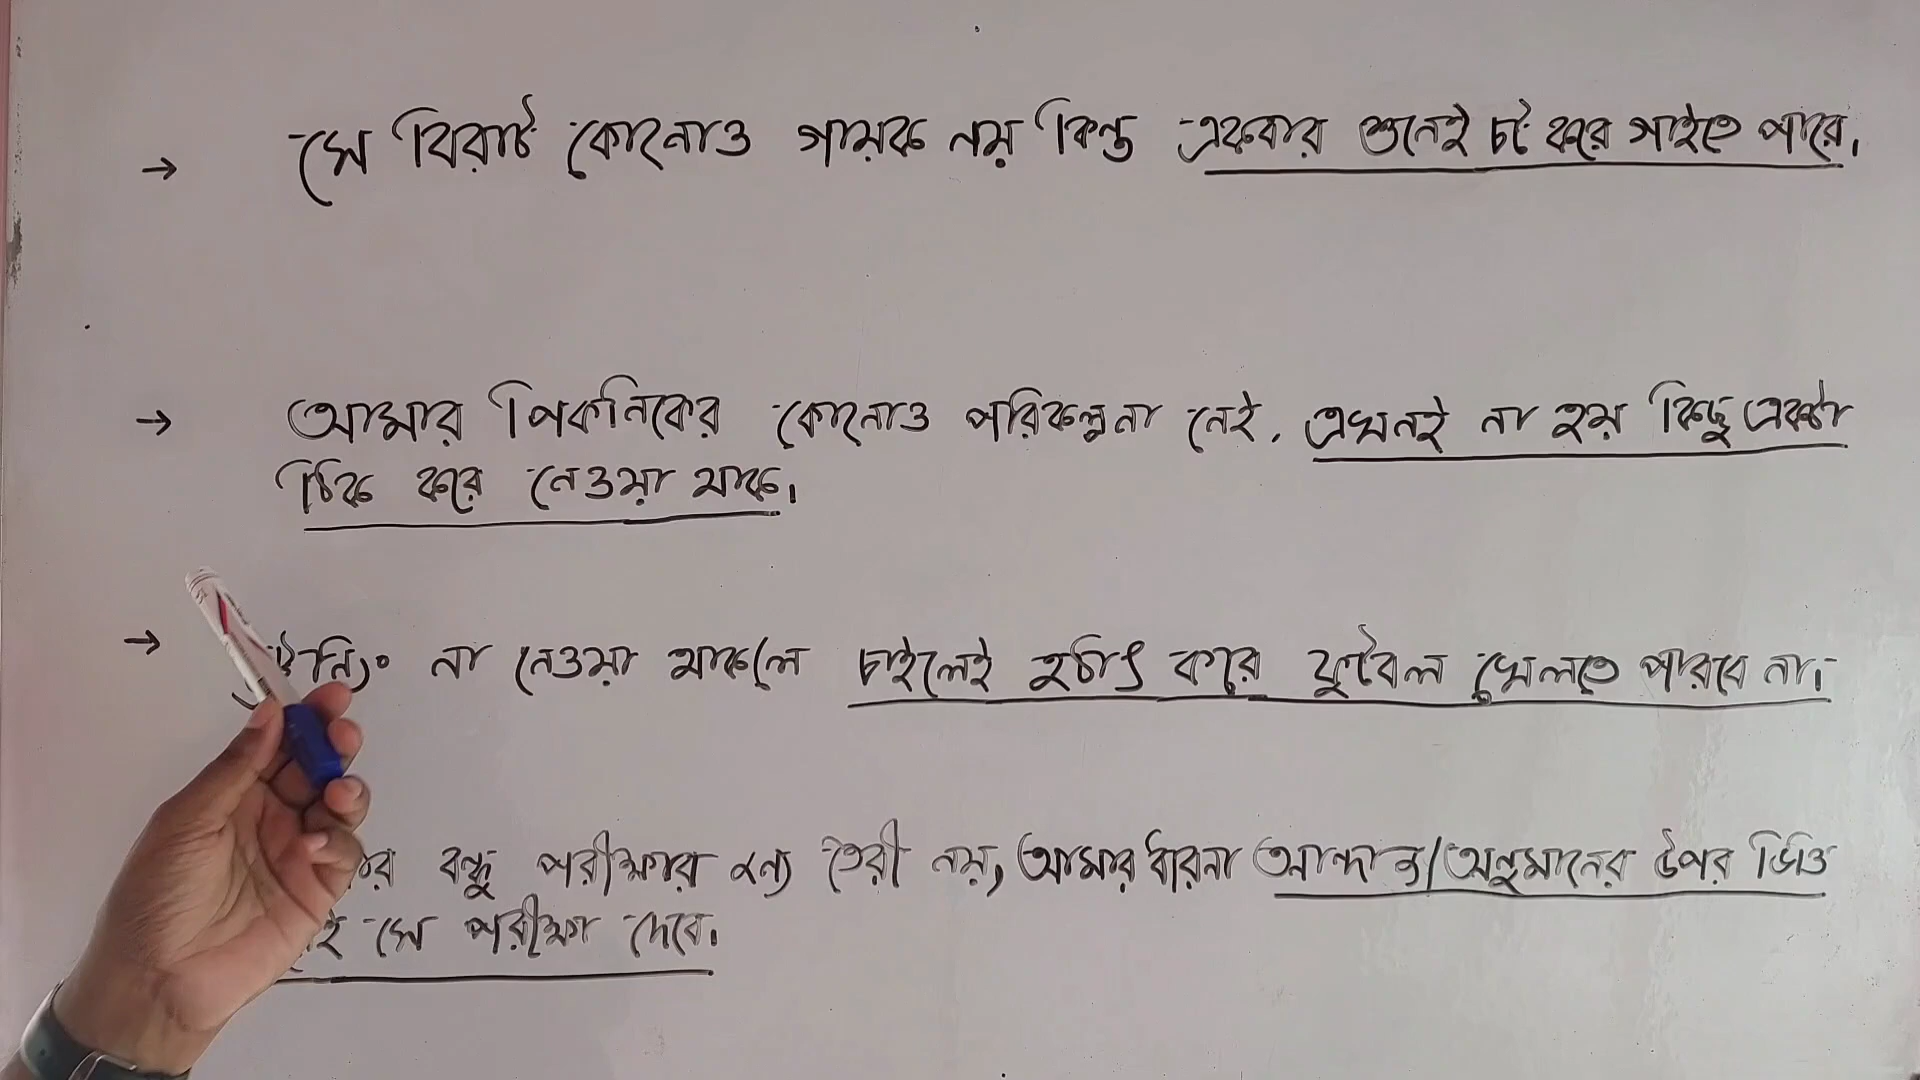 → সে বিরাট কোনোও গায়ক নয় কিন্তু একবার শুনেই চট করে গাইতে পারে।
→ আমার পিকনিকের কোনোও পরিকল্পনা নেই. এখনই না হয় কিছু একটা
ঠিক করে নেওয়া যাক।
→ না নেওয়া থাকলে চাইলেই হঠাৎ করে ফুটবল খেলতে পারবে না।
বন্ধু পরীক্ষার জন্য তৈরী নয়, আমার ধারনা আন্দাজ/অনুমানের উপর ভিত্তি
সে পরীক্ষা দেবে।